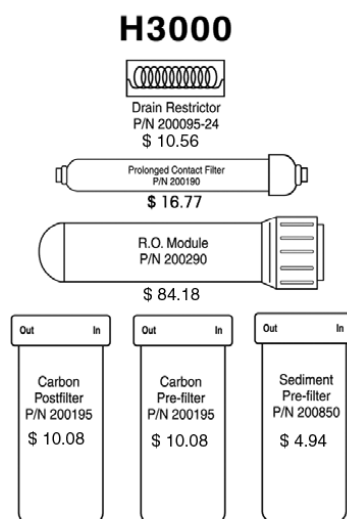 H3000
Drain Restrictor
P/N 200095-24
$ 10.56
Prolonged Contact Filter
P/N 200190
$ 16.77
R.O. Module
P/N 200290
$ 84.18
Out In
Carbon
Postfilter
P/N 200195
$ 10.08
Out In
Carbon
Pre-filter
P/N 200195
$ 10.08
Out In
Sediment
Pre-filter
P/N 200850
$ 4.94